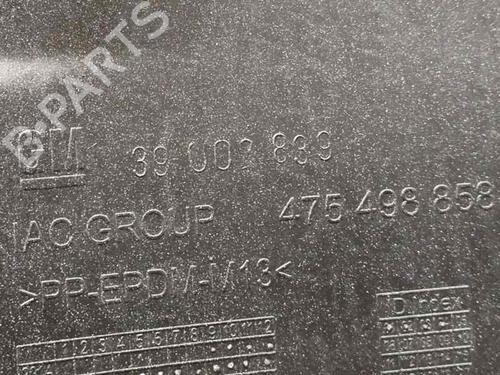 B-PARTS
GM 39 002 839
IAC GROUP 475 498 858
>PP-EPDM-M13<
D Index
1 2 3 4 5 6 7 8 9 10 11 12